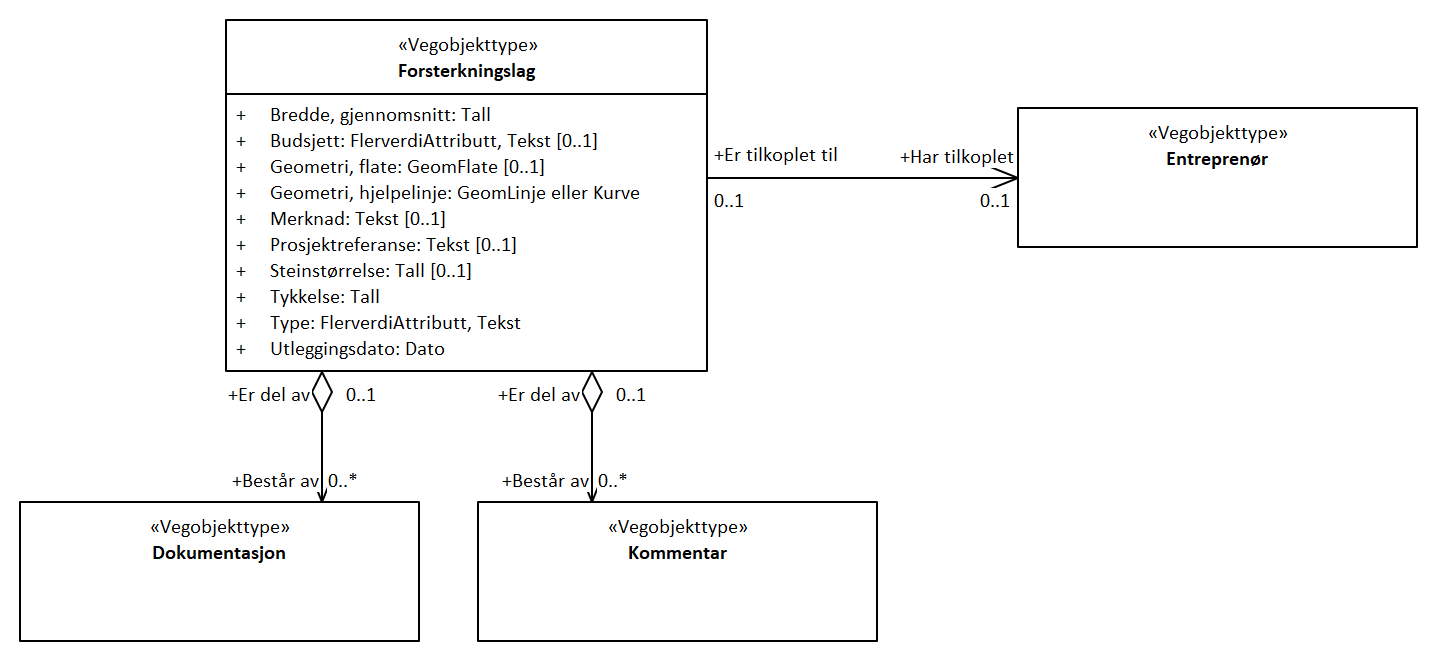 «Vegobjekttype»
Forsterkningslag
+ Bredde, gjennomsnitt: Tall
+ Budsjett: FlerverdiAttributt, Tekst [0..1]
+ Geometri, flate: GeomFlate [0..1]
+ Geometri, hjelpelinje: GeomLinje eller Kurve
+ Merknad: Tekst [0..1]
+ Prosjektreferanse: Tekst [0..1]
+ Steinstørrelse: Tall [0..1]
+ Tykkelse: Tall
+ Type: FlerverdiAttributt, Tekst
+ Utleggingsdato: Dato
+Er tilkoplet til
0..1
+Har tilkoplet
0..1
«Vegobjekttype»
Entreprenør
+Er del av 0..1
+Består av 0..*
«Vegobjekttype»
Dokumentasjon
+Er del av 0..1
+Består av 0..*
«Vegobjekttype»
Kommentar